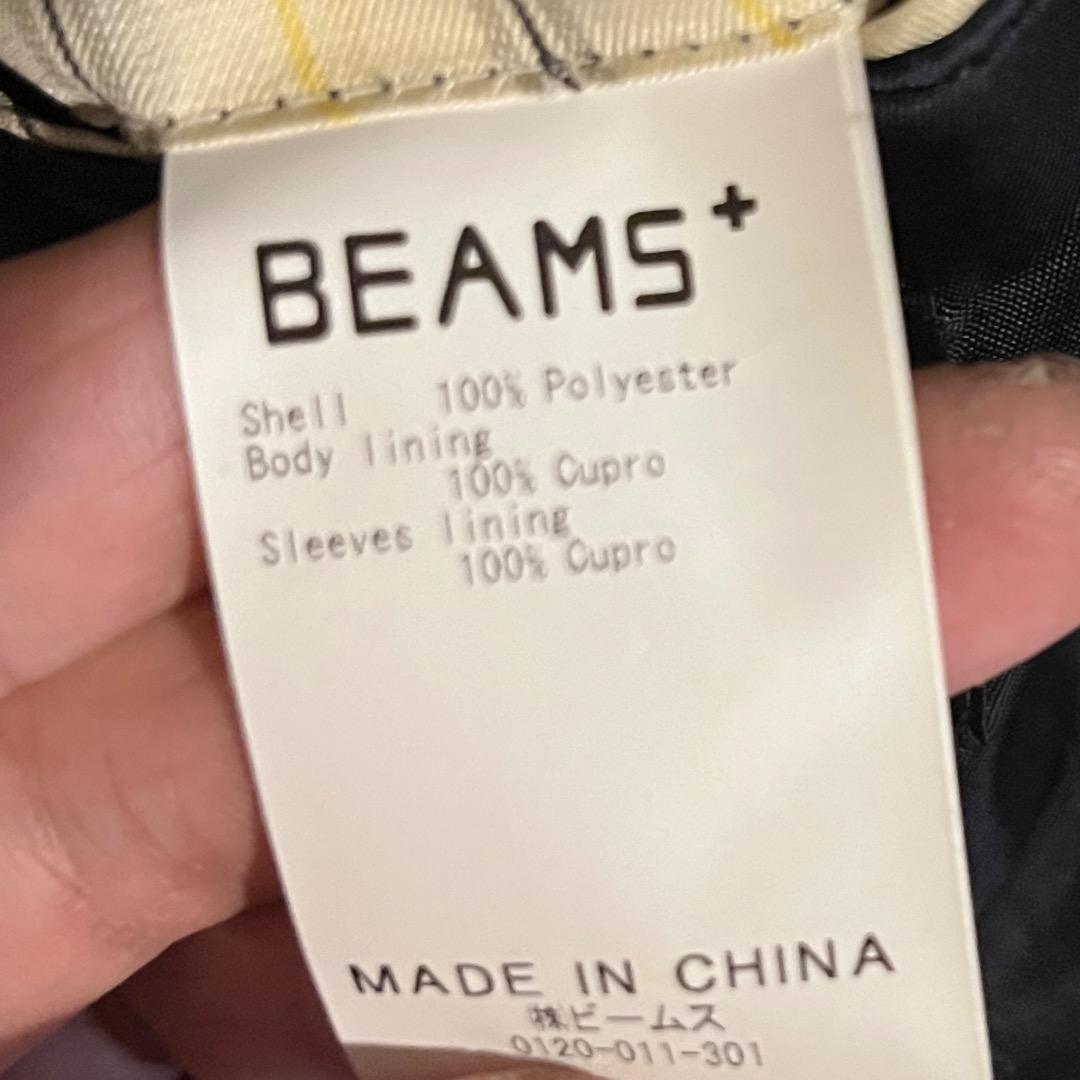 BEAMS+
Shell 100% Polyester
Body lining
100% Cupro
Sleeves lining
100% Cupro
MADE IN CHINA
㈱ビームス
0120-011-301